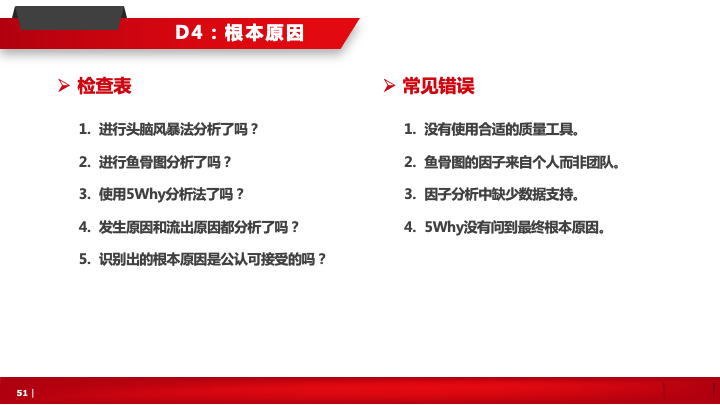 D4：根本原因
检查表
1. 进行头脑风暴法分析了吗？
2. 进行鱼骨图分析了吗？
3. 使用5Why分析法了吗？
4. 发生原因和流出原因都分析了吗？
5. 识别出的根本原因是公认可接受的吗？
常见错误
1. 没有使用合适的质量工具。
2. 鱼骨图的因子来自个人而非团队。
3. 因子分析中缺少数据支持。
4. 5Why没有问到最终根本原因。
51 |